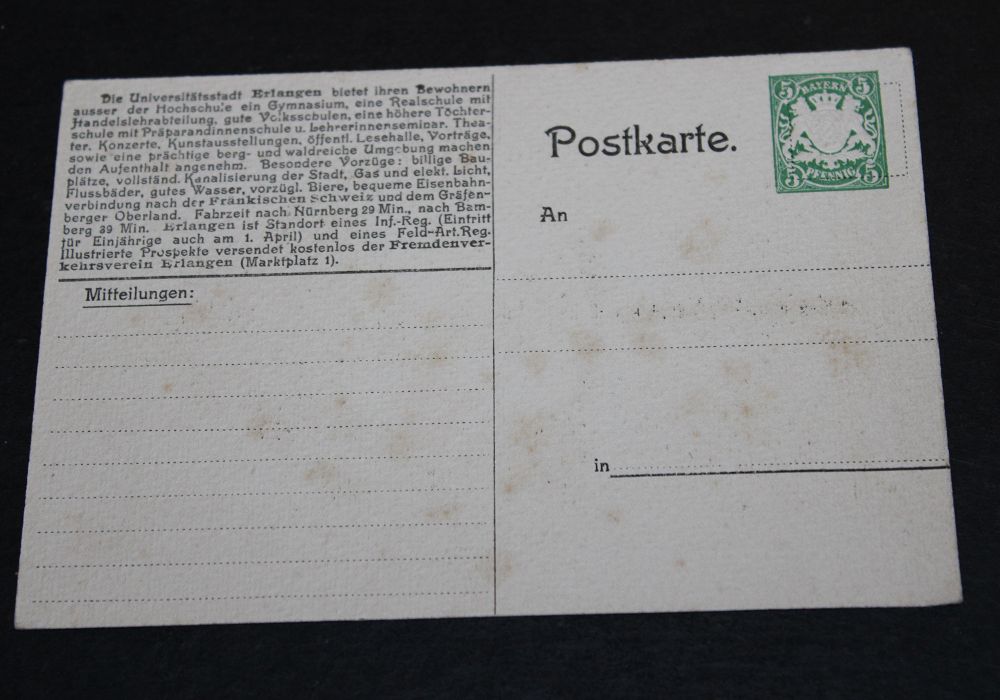 Die Universitätsstadt Erlangen bietet ihren Bewohnern
ausser der Hochschule ein Gymnasium, eine Realschule mit
Handelslehrabteilung, gute Volksschulen, eine höhere Töchter-
schule mit Präparandinnenschule u. Lehrerinnenseminar. Thea-
ter, Konzerte, Kunstausstellungen, öffentl. Lesehalle, Vorträge,
sowie eine prächtige berg- und waldreiche Umgebung machen
den Aufenthalt angenehm. Besondere Vorzüge: billige Bau-
plätze, vollständ. Kanalisierung der Stadt, Gas und elekt. Licht,
Flussbäder, gutes Wasser, vorzügl. Biere, bequeme Eisenbahn-
verbindung nach der Fränkischen Schweiz und dem Gräfen-
berger Oberland. Fahrzeit nach Nürnberg 29 Min., nach Bam-
berg 39 Min. Erlangen ist Standort eines Inf.-Reg. (Eintritt
für Einjährige auch am 1. April) und eines Feld-Art.Reg.
Illustrierte Prospekte versendet kostenlos der Fremdenver-
kehrsverein Erlangen (Marktplatz 1).
Mitteilungen:
Postkarte.
5 BAYERN 5
5 PFENNIG 5
An
in